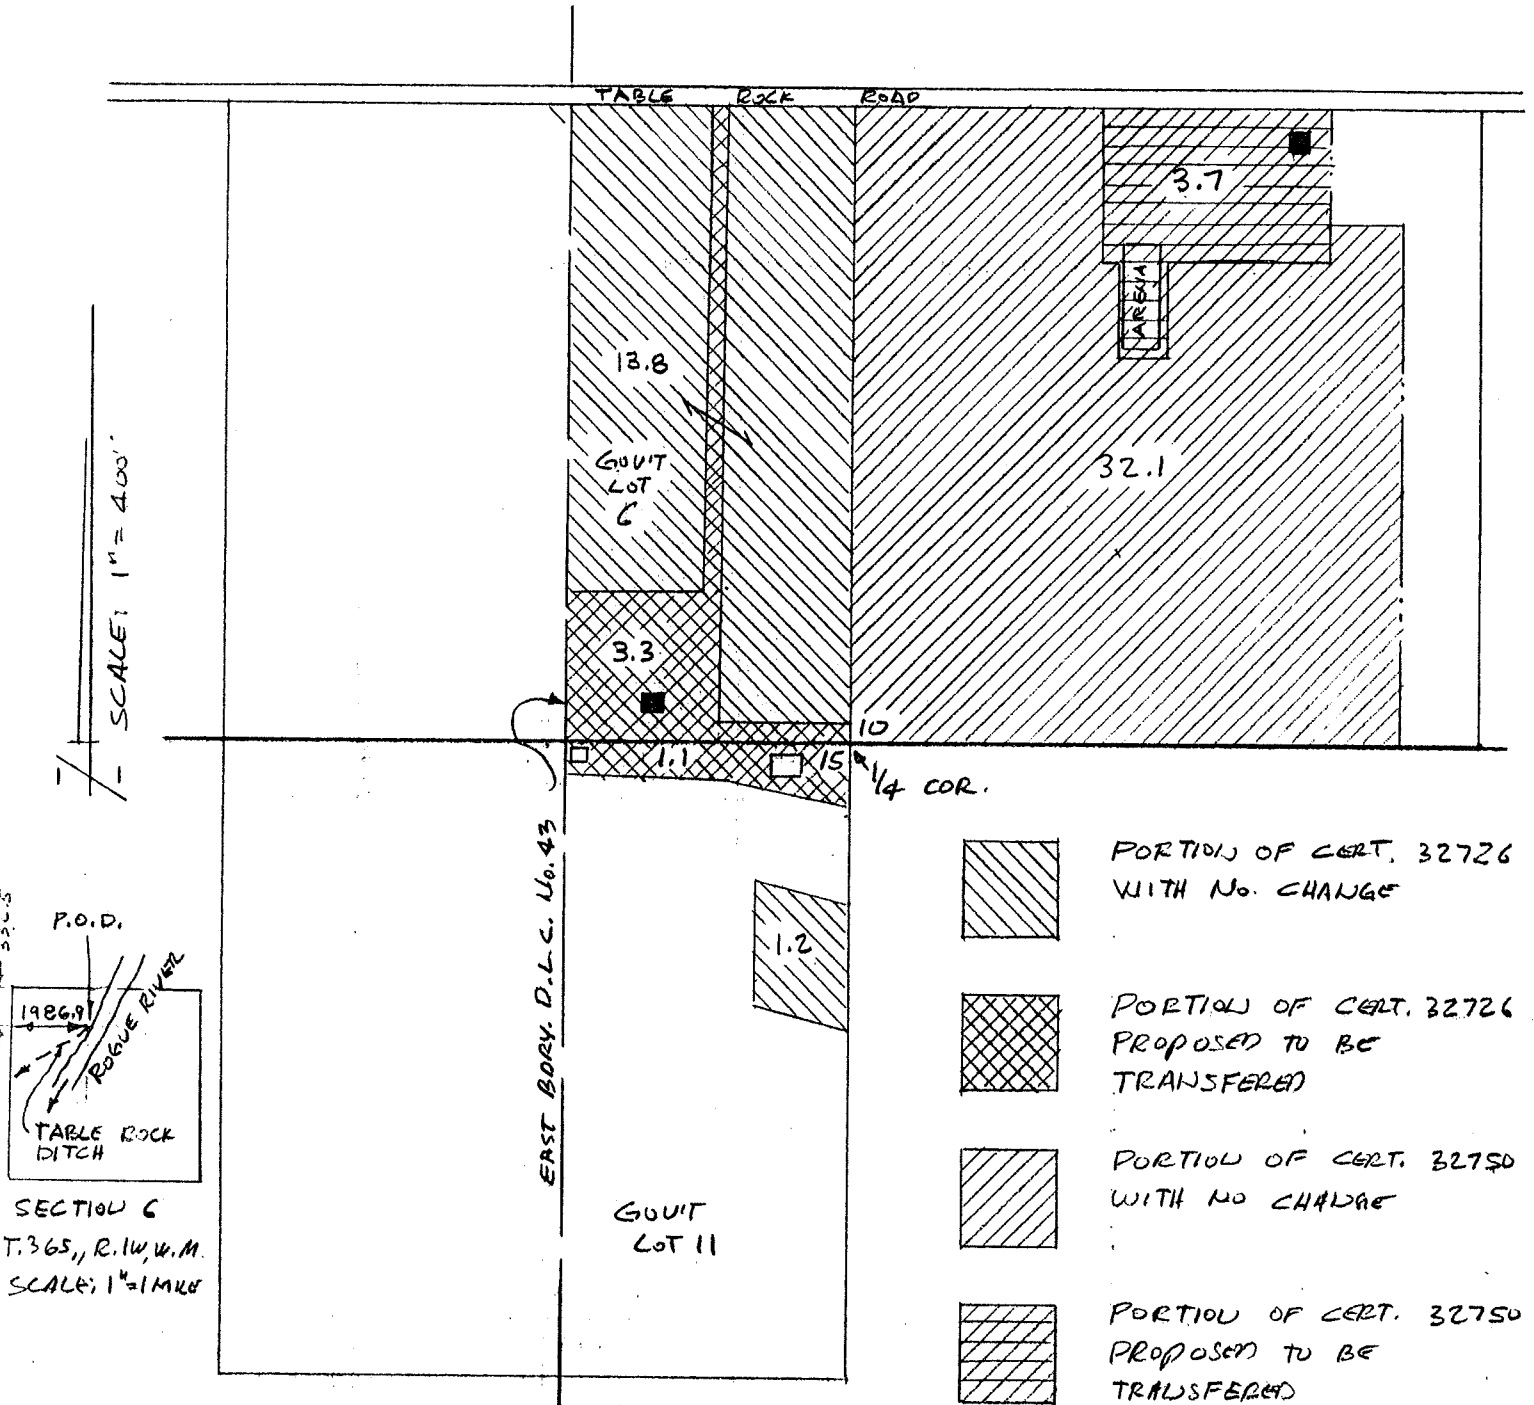 TABLE ROCK ROAD
3.7
ARENA
13.8
GOV'T
LOT
6
32.1
SCALE: 1" = 400'
3.3
10
1.1
15
1/4 COR.
EAST BDRY. D.L.C. No. 43
1.2
P.O.D.
1986.9'
ROGUE RIVER
TABLE ROCK
DITCH
SECTION 6
T.36S., R.1W, W.M.
SCALE: 1"=1 MILE
GOV'T
LOT 11
PORTION OF CERT. 32726
WITH NO. CHANGE
PORTION OF CERT. 32726
PROPOSED TO BE
TRANSFERED
PORTION OF CERT. 32750
WITH NO CHANGE
PORTION OF CERT. 32750
PROPOSED TO BE
TRANSFERED